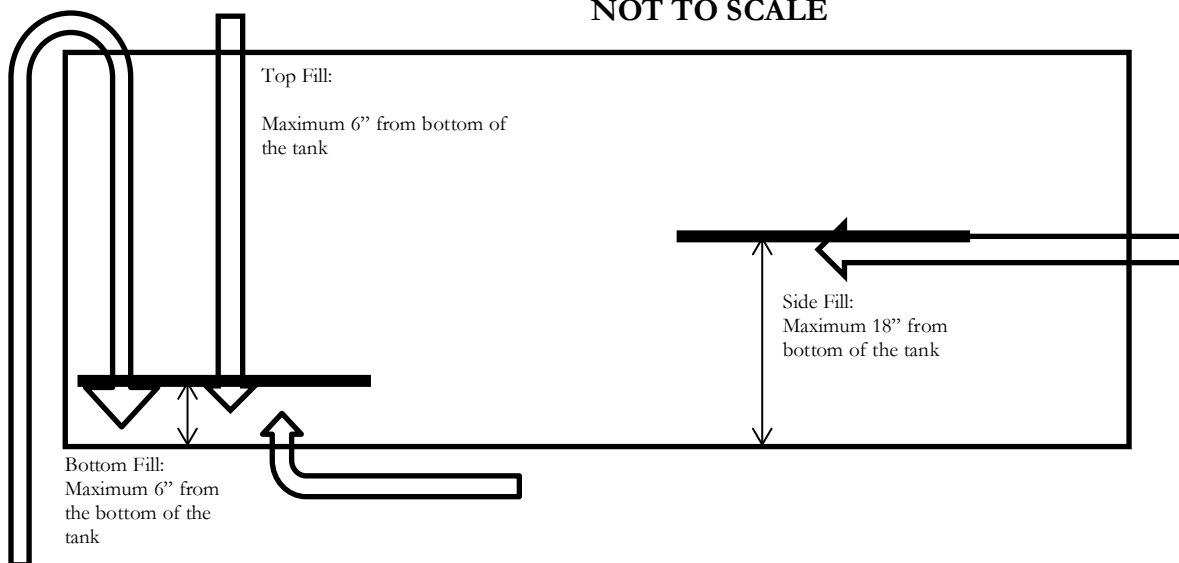 NOT TO SCALE
Top Fill:
Maximum 6” from bottom of
the tank
Side Fill:
Maximum 18” from
bottom of the tank
Bottom Fill:
Maximum 6” from
the bottom of the
tank